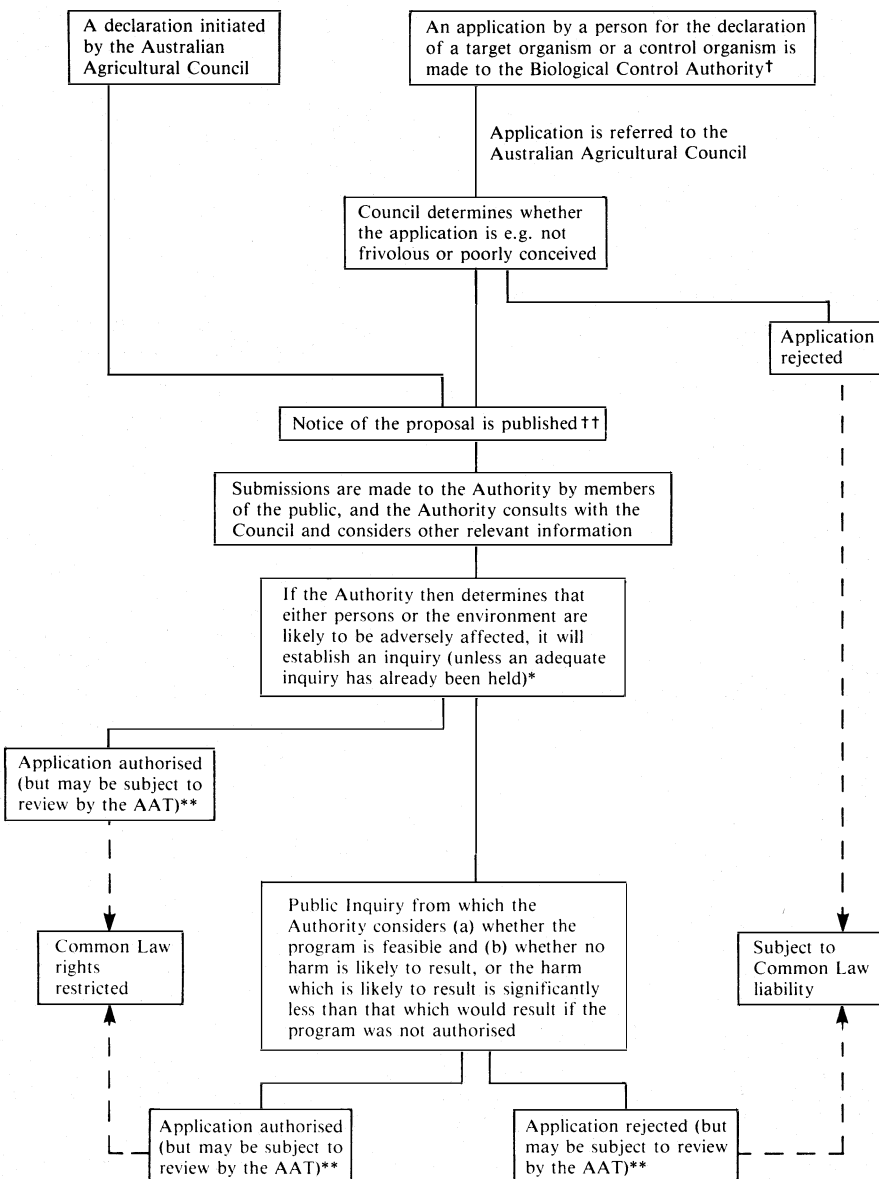 A declaration initiated
by the Australian
Agricultural Council
An application by a person for the declaration
of a target organism or a control organism is
made to the Biological Control Authority†
Application is referred to the
Australian Agricultural Council
Council determines whether
the application is e.g. not
frivolous or poorly conceived
Application
rejected
Notice of the proposal is published††
Submissions are made to the Authority by members
of the public, and the Authority consults with the
Council and considers other relevant information
If the Authority then determines that
either persons or the environment are
likely to be adversely affected, it will
establish an inquiry (unless an adequate
inquiry has already been held)*
Application authorised
(but may be subject to
review by the AAT)**
Public Inquiry from which the
Authority considers (a) whether the
program is feasible and (b) whether no
harm is likely to result, or the harm
which is likely to result is significantly
less than that which would result if the
program was not authorised
Common Law
rights
restricted
Subject to
Common Law
liability
Application authorised
(but may be subject to
review by the AAT)**
Application rejected (but
may be subject to review
by the AAT)**